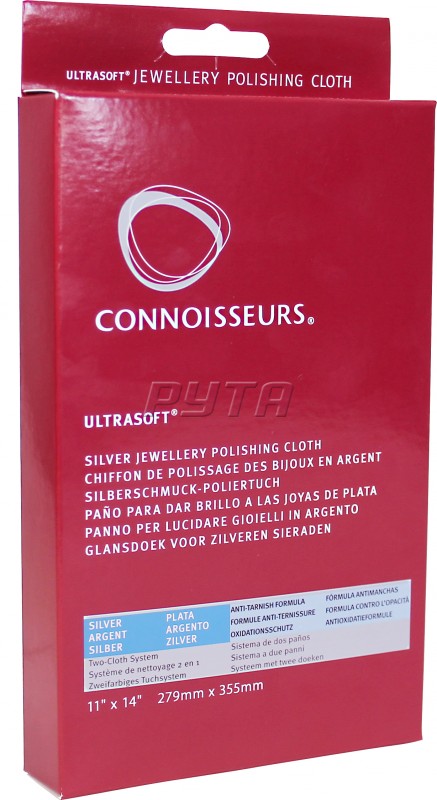 ULTRASOFT® JEWELLERY POLISHING CLOTH
CONNOISSEURS®
РУТА
ULTRASOFT®
SILVER JEWELLERY POLISHING CLOTH
CHIFFON DE POLISSAGE DES BIJOUX EN ARGENT
SILBERSCHMUCK-POLIERTUCH
PAÑO PARA DAR BRILLO A LAS JOYAS DE PLATA
PANNO PER LUCIDARE GIOIELLI IN ARGENTO
GLANSDOEK VOOR ZILVEREN SIERADEN
SILVER PLATA
ARGENT ARGENTO
SILBER ZILVER
ANTI-TARNISH FORMULA FÓRMULA ANTIMANCHAS
FORMULE ANTI-TERNISSURE FORMULA CONTRO L'OPACITÀ
OXIDATIONSSCHUTZ ANTIOXIDATIEFORMULE
Two-Cloth System Sistema de dos paños
Système de nettoyage 2 en 1 Sistema a due panni
Zweifarbiges Tuchsystem Systeem met twee doeken
11" x 14" 279mm x 355mm